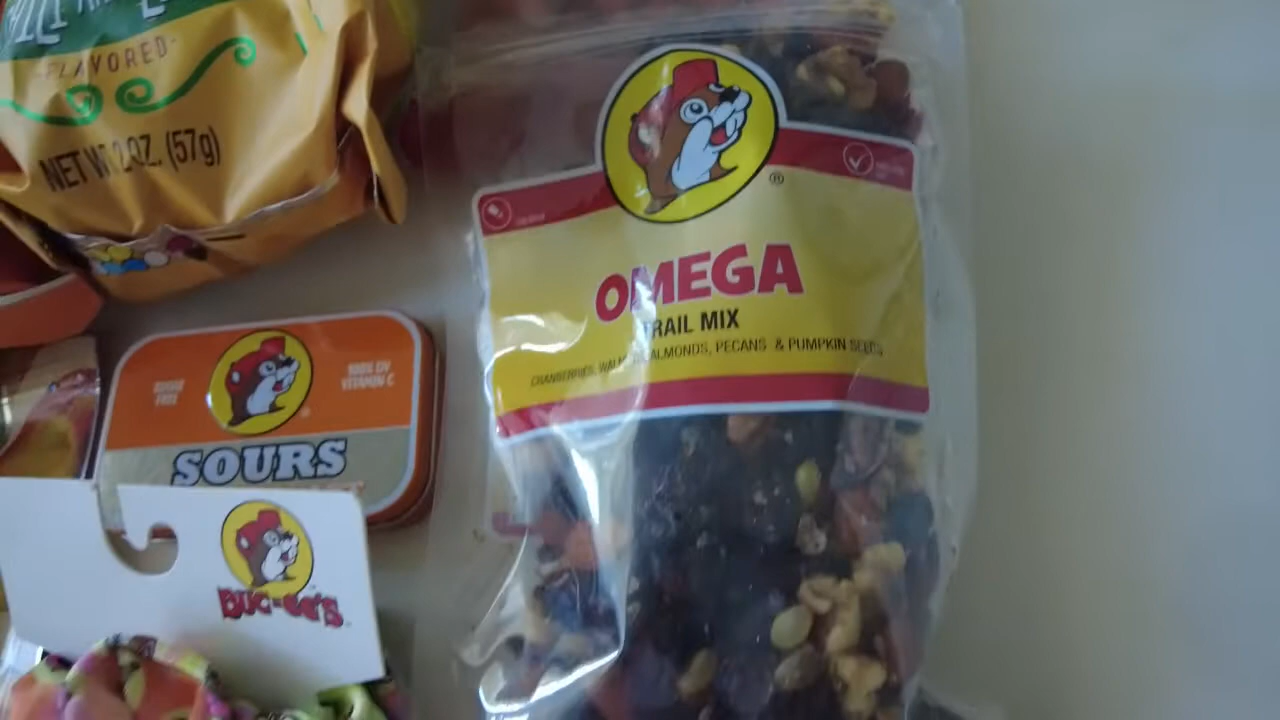 FLAVORED
NET WT 2 OZ. (57g)
OMEGA
TRAIL MIX
CRANBERRIES, ALMONDS, PECANS & PUMPKIN SEEDS
SUGAR
FREE
100% DV
VITAMIN C
SOURS
BUC-EE'S